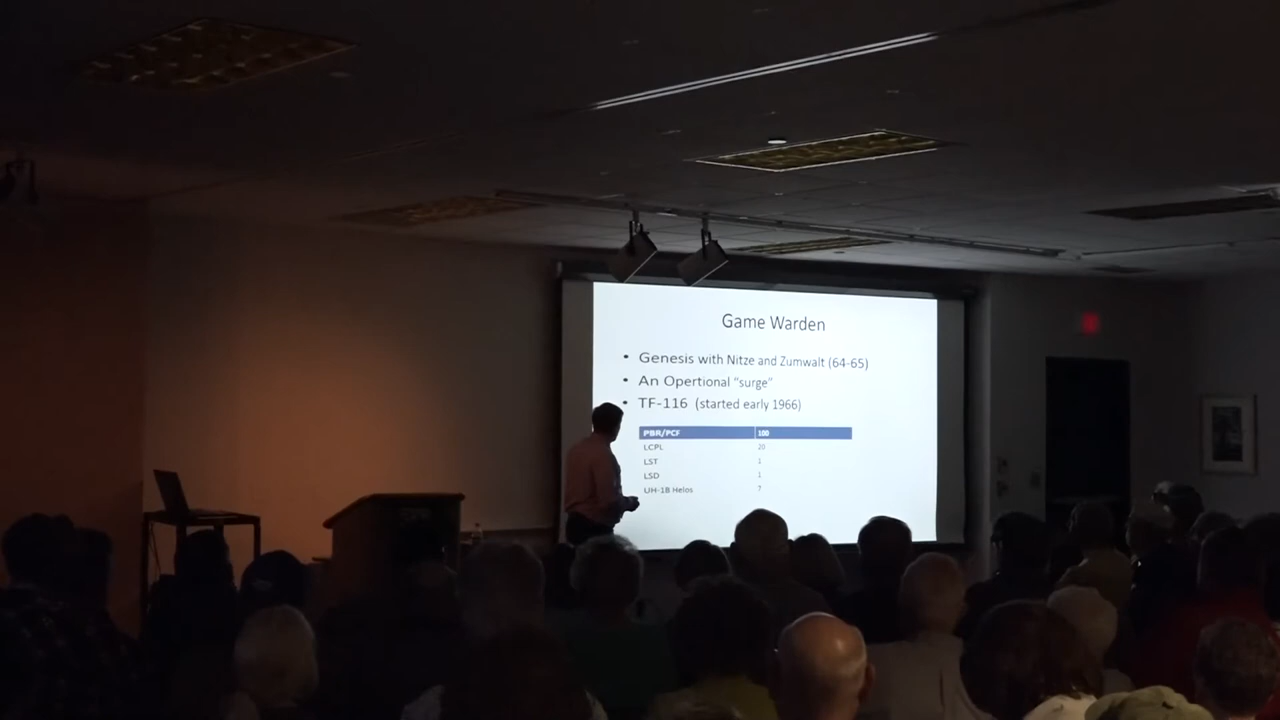 Game Warden
• Genesis with Nitze and Zumwalt (64-65)
• An Opertional “surge”
• TF-116 (started early 1966)
PBR/PCF 100
LCPL 20
LST 1
LSD 1
UH-1B Helos 7